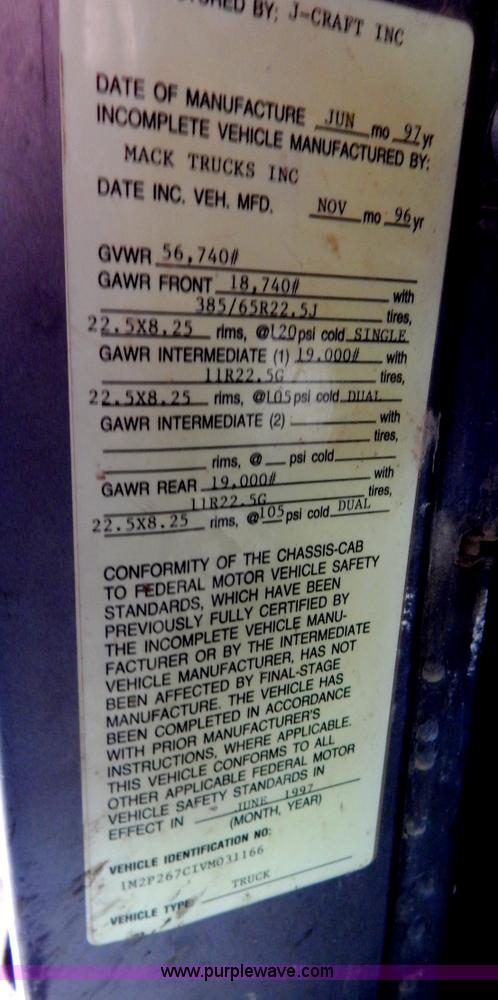 BY: J-CRAFT INC
DATE OF MANUFACTURE JUN mo 97 yr
INCOMPLETE VEHICLE MANUFACTURED BY:
MACK TRUCKS INC
DATE INC. VEH. MFD. NOV mo 96 yr
GVWR 56,740#
GAWR FRONT 18,740# with
385/65R22.5J tires,
22.5X8.25 rims, @120psi cold SINGLE
GAWR INTERMEDIATE (1) 19,000# with
11R22.5G tires,
22.5X8.25 rims, @105psi cold DUAL
GAWR INTERMEDIATE (2) with
tires,
rims, @ psi cold
GAWR REAR 19,000# with
11R22.5G tires,
22.5X8.25 rims, @105psi cold DUAL
CONFORMITY OF THE CHASSIS-CAB
TO FEDERAL MOTOR VEHICLE SAFETY
STANDARDS, WHICH HAVE BEEN
PREVIOUSLY FULLY CERTIFIED BY
THE INCOMPLETE VEHICLE MANU-
FACTURER OR BY THE INTERMEDIATE
VEHICLE MANUFACTURER, HAS NOT
BEEN AFFECTED BY FINAL-STAGE
MANUFACTURE. THE VEHICLE HAS
BEEN COMPLETED IN ACCORDANCE
WITH PRIOR MANUFACTURER'S
INSTRUCTIONS, WHERE APPLICABLE.
THIS VEHICLE CONFORMS TO ALL
OTHER APPLICABLE FEDERAL MOTOR
VEHICLE SAFETY STANDARDS IN
EFFECT IN JUNE 1997
(MONTH, YEAR)
VEHICLE IDENTIFICATION NO:
1M2P267C1VM031166
VEHICLE TYPE TRUCK
www.purplewave.com